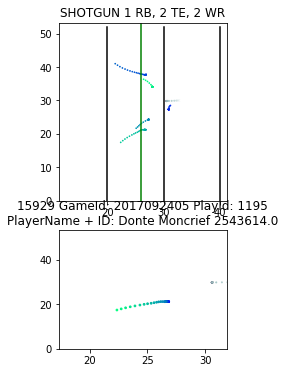 SHOTGUN 1 RB, 2 TE, 2 WR
50
40
30
20
10
0
20 30 40
15929 GameId: 2017092405 PlayId: 1195
PlayerName + ID: Donte Moncrief 2543614.0
40
20
0
20 25 30